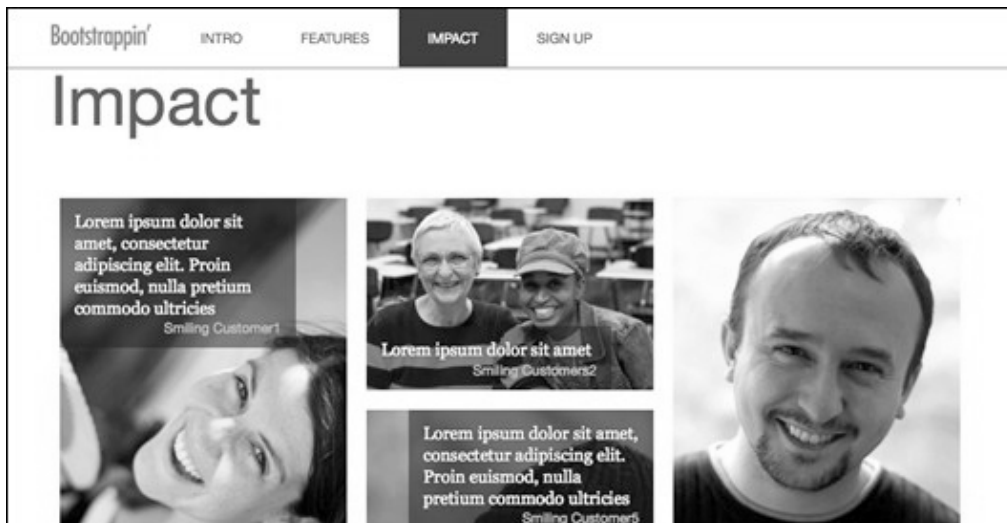 Bootstrappin’
INTRO
FEATURES
IMPACT
SIGN UP
Impact
Lorem ipsum dolor sit
amet, consectetur
adipiscing elit. Proin
euismod, nulla pretium
commodo ultricies
Smiling Customer1
Lorem ipsum dolor sit amet
Smiling Customers2
Lorem ipsum dolor sit amet,
consectetur adipiscing elit.
Proin euismod, nulla
pretium commodo ultricies
Smiling Customer5